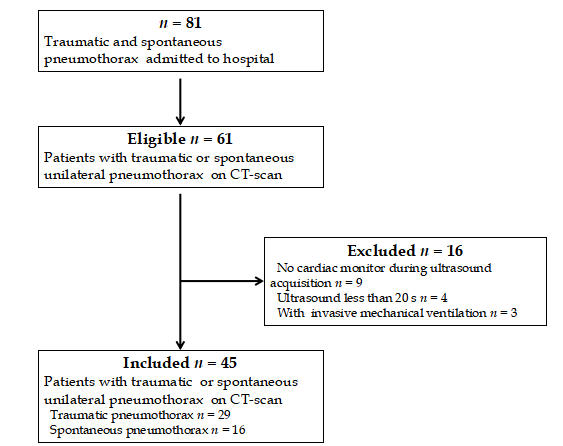 n = 81
Traumatic and spontaneous
pneumothorax admitted to hospital
Eligible n = 61
Patients with traumatic or spontaneous
unilateral pneumothorax on CT-scan
Excluded n = 16
No cardiac monitor during ultrasound
acquisition n = 9
Ultrasound less than 20 s n = 4
With invasive mechanical ventilation n = 3
Included n = 45
Patients with traumatic or spontaneous
unilateral pneumothorax on CT-scan
Traumatic pneumothorax n = 29
Spontaneous pneumothorax n = 16